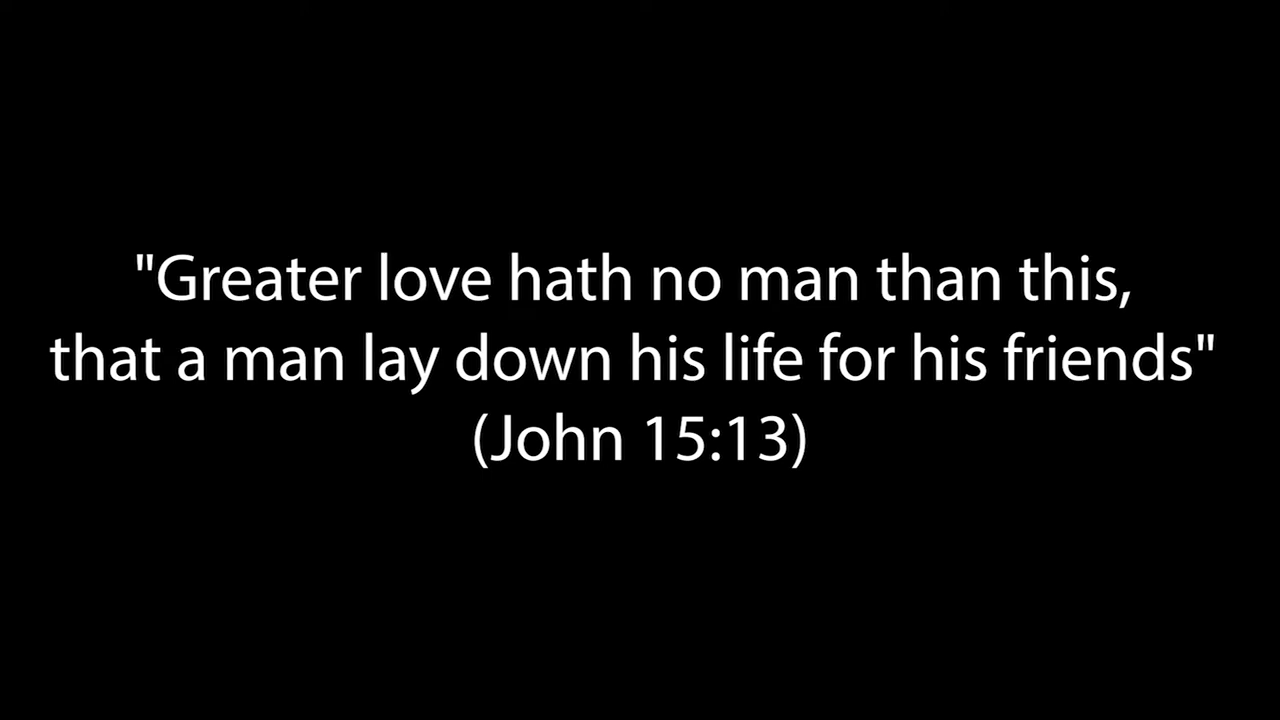 "Greater love hath no man than this,
that a man lay down his life for his friends"
(John 15:13)